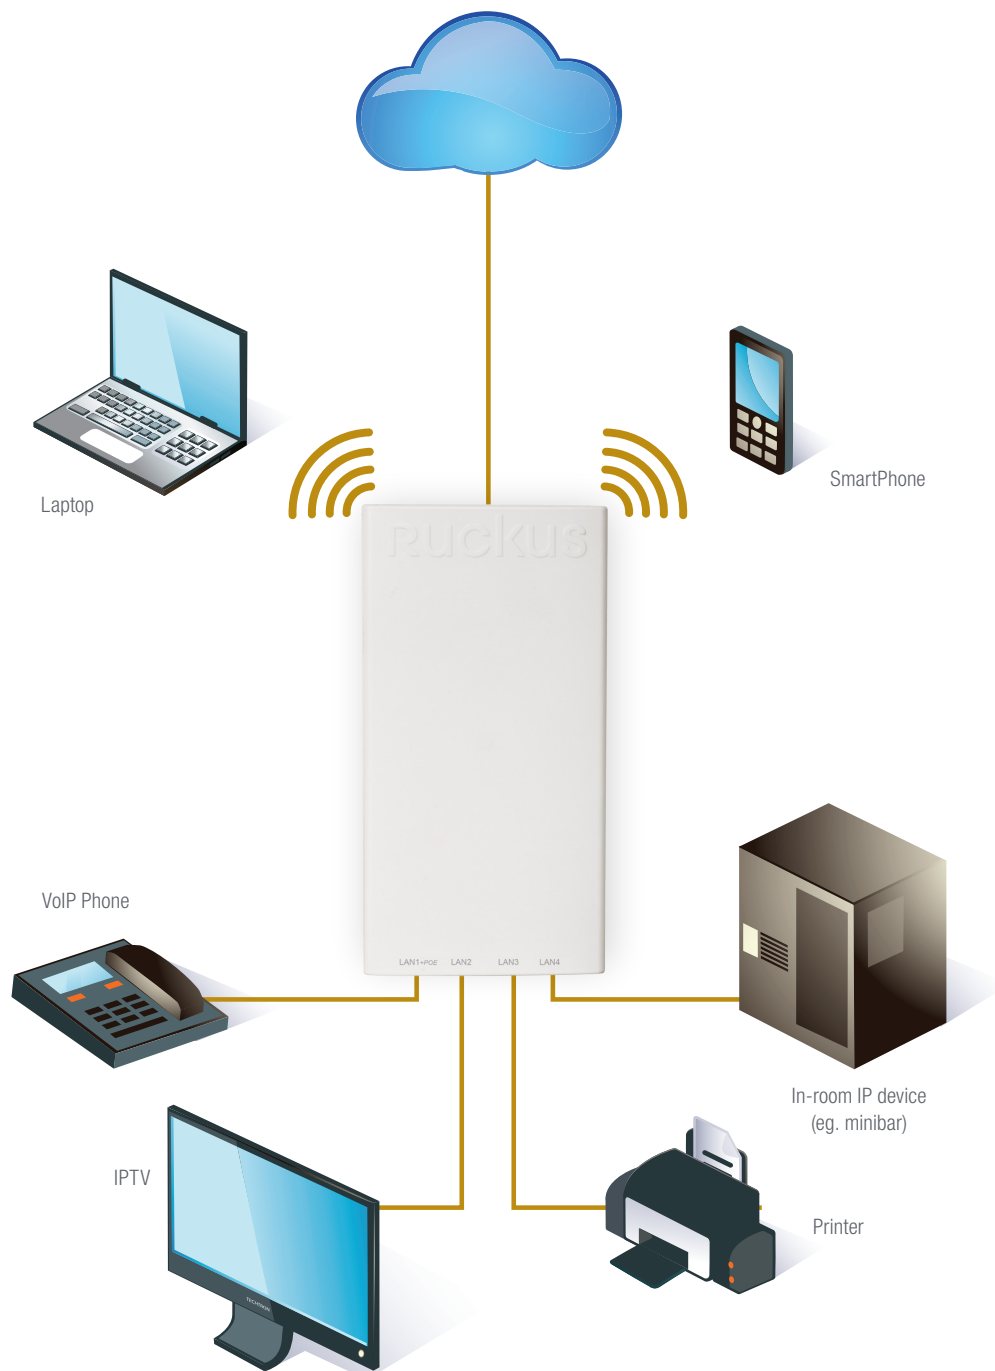 Laptop
SmartPhone
RUCKUS
VoIP Phone
LAN1+POE LAN2 LAN3 LAN4
In-room IP device
(eg. minibar)
IPTV
Printer